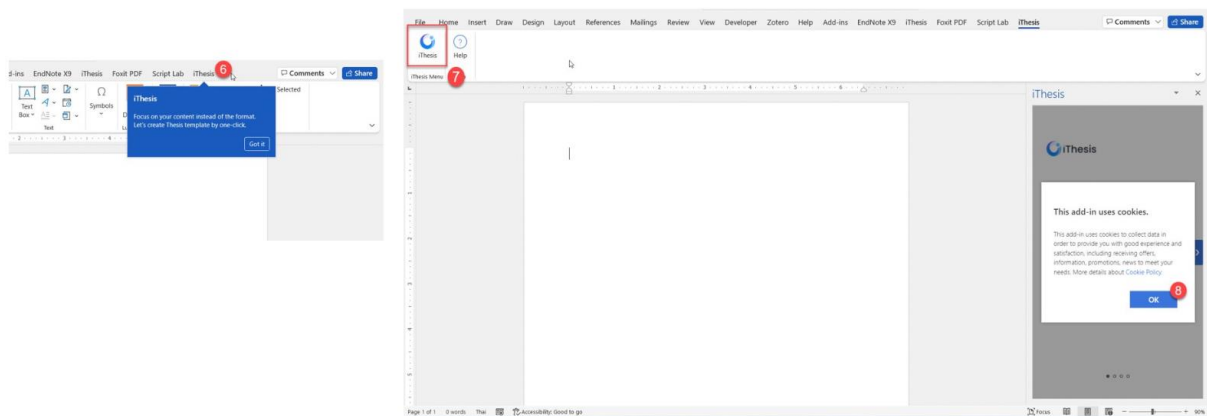 d-ins EndNote X9 iThesis Foxit PDF Script Lab iThesis 6 Comments Share
Text Box
Symbols
Selected
Text
iThesis
Focus on your content instead of the format.
Let's create Thesis template by one-click.
Got it
File Home Insert Draw Design Layout References Mailings Review View Developer Zotero Help Add-ins EndNote X9 iThesis Foxit PDF Script Lab iThesis Comments Share
iThesis Help
iThesis Menu 7
iThesis
iThesis
This add-in uses cookies.
This add-in uses cookies to collect data in
order to provide you with good experience and
satisfaction, including receiving offers,
information, promotions, news to meet your
needs. More details about Cookie Policy
OK 8
Page 1 of 1 0 words Thai Accessibility: Good to go Focus 90%